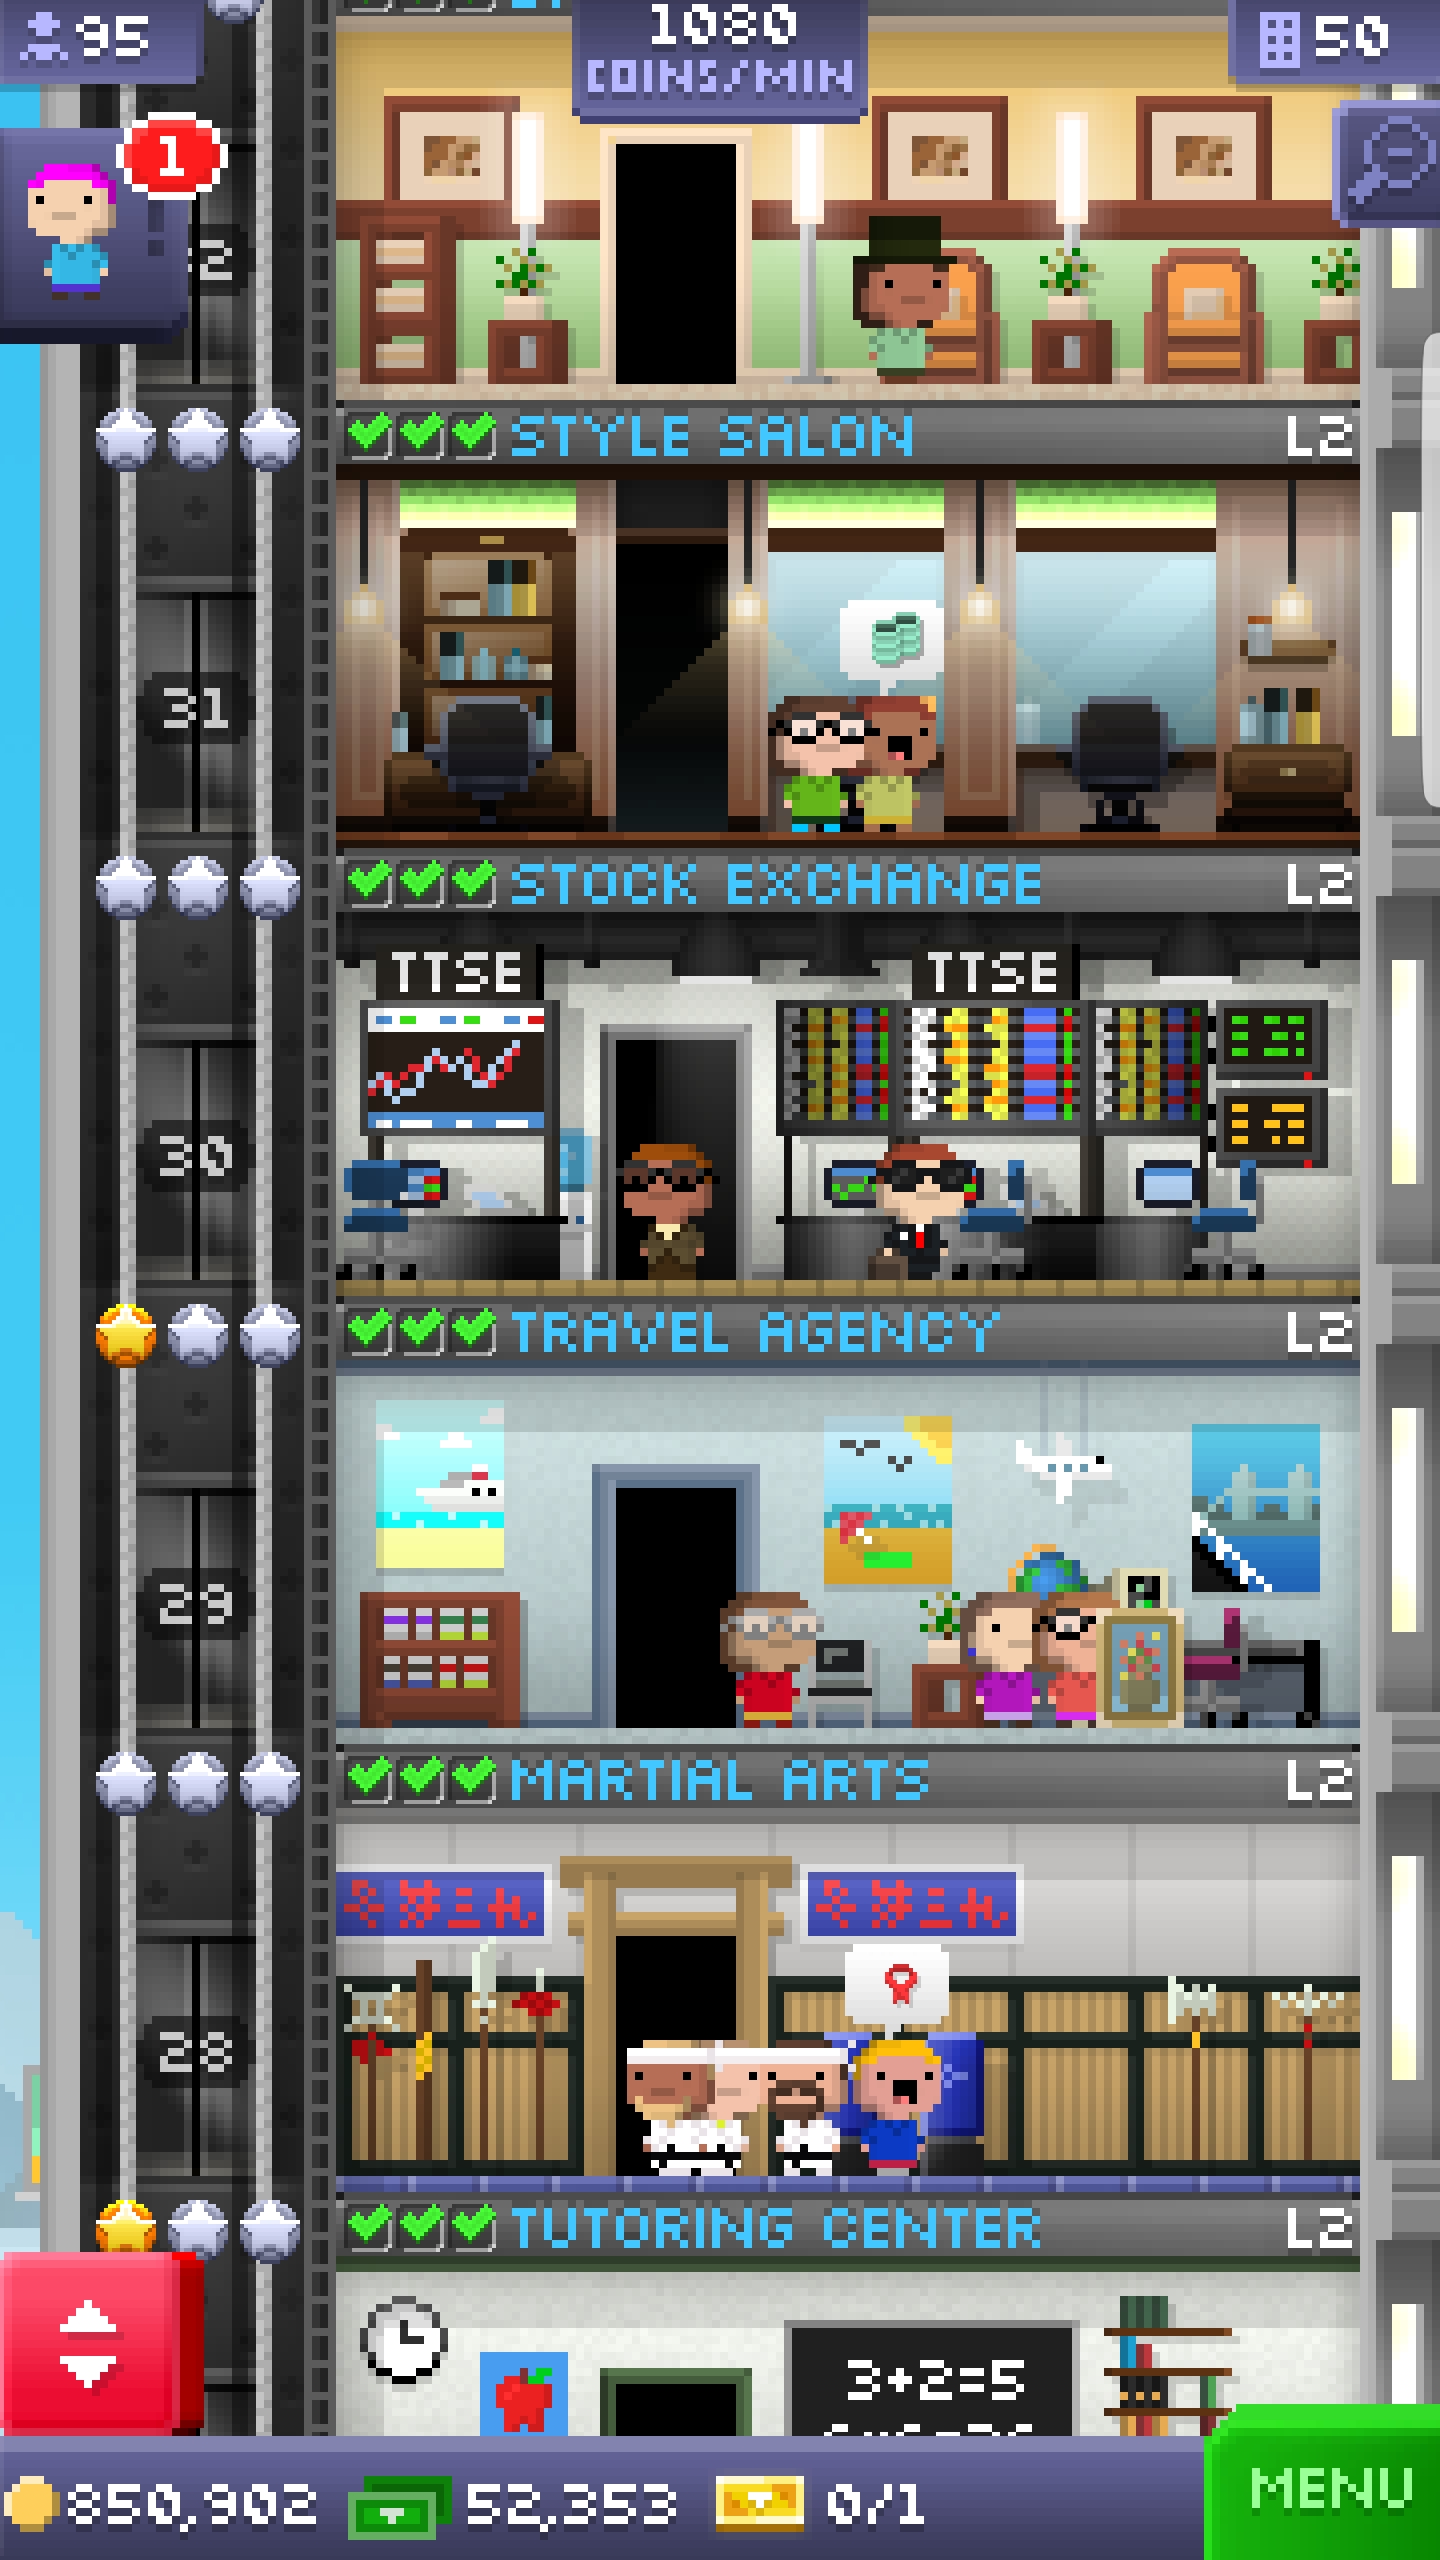 95
1080
COINS/MIN
50
1
2
STYLE SALON
L2
31
STOCK EXCHANGE
L2
TTSE
TTSE
30
TRAVEL AGENCY
L2
29
MARTIAL ARTS
L2
28
TUTORING CENTER
L2
3+2=5
850,902
52,353
0/1
MENU